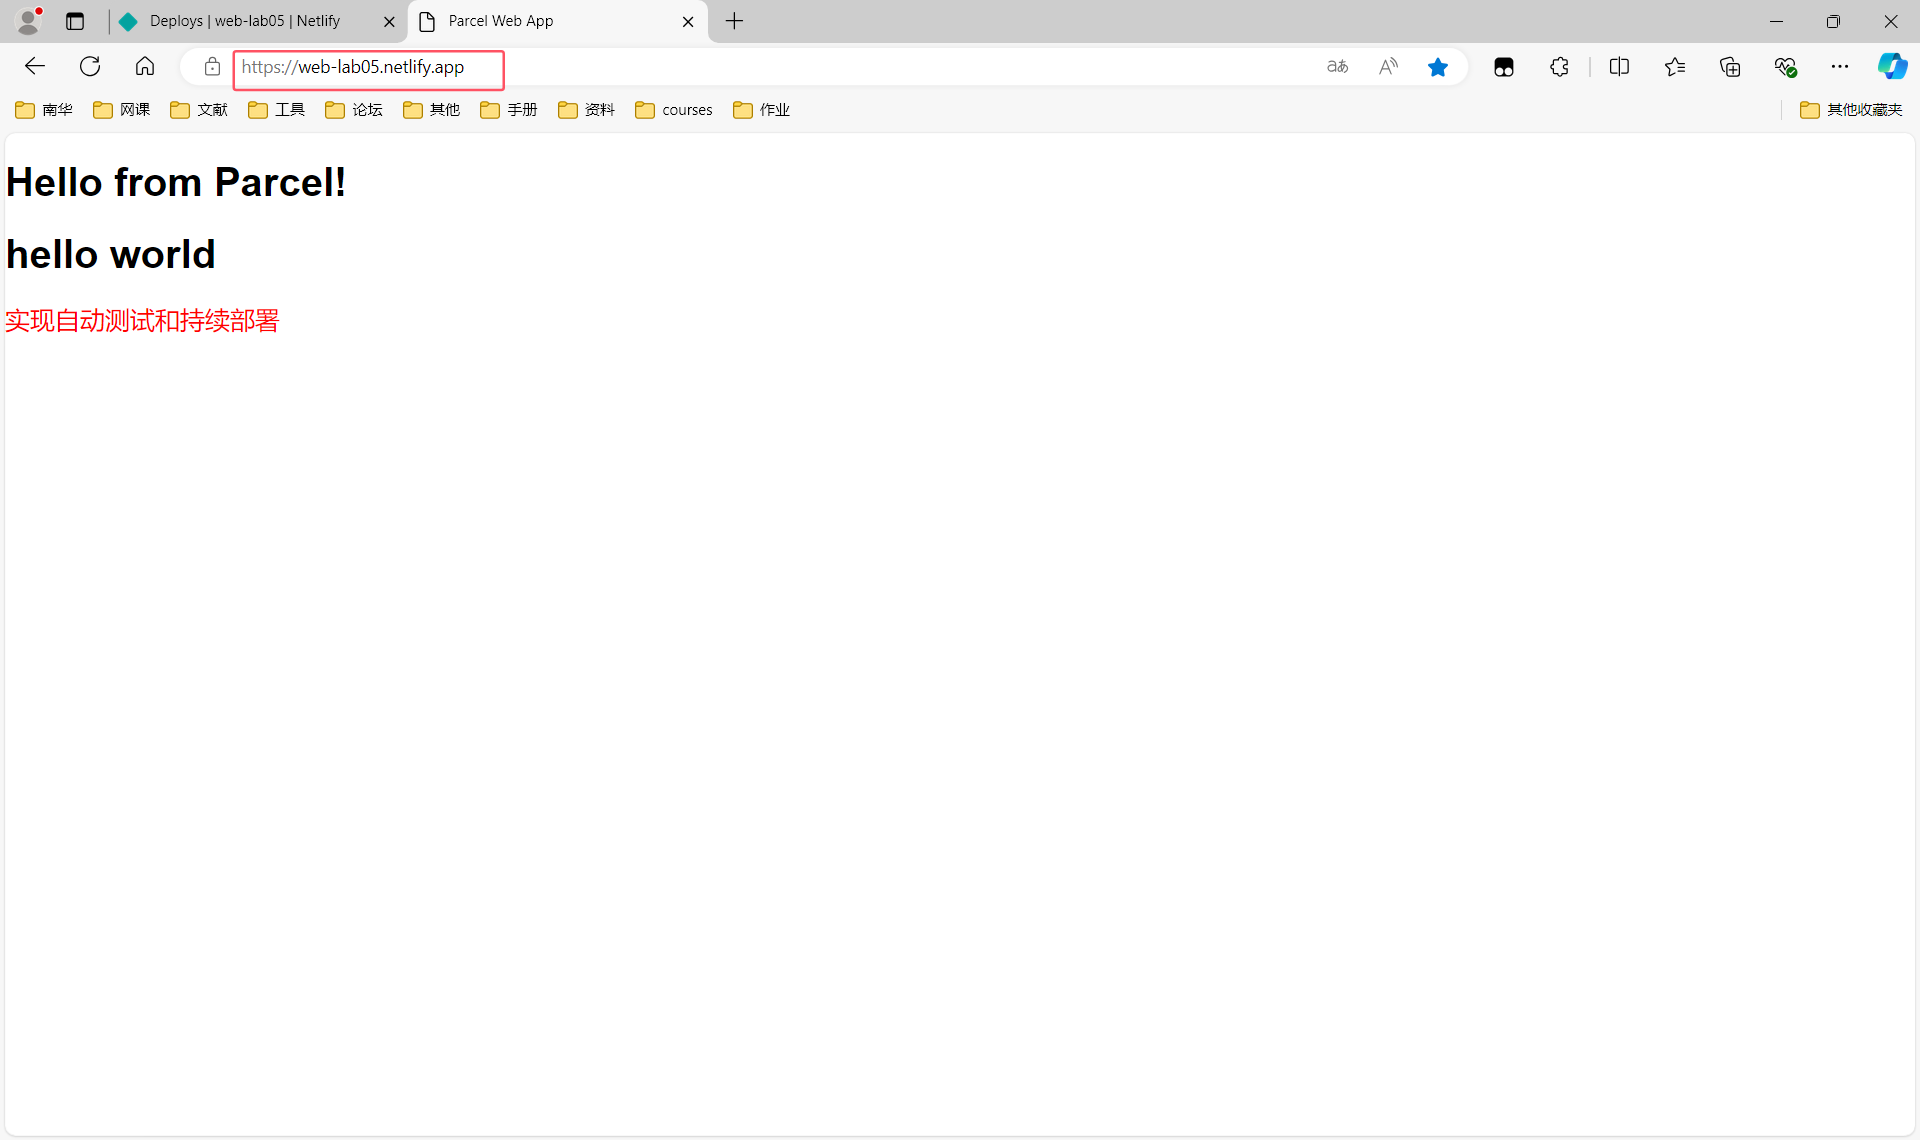 Deploys | web-lab05 | Netlify
Parcel Web App
https://web-lab05.netlify.app
南华
网课
文献
工具
论坛
其他
手册
资料
courses
作业
其他收藏夹
Hello from Parcel!
hello world
实现自动测试和持续部署